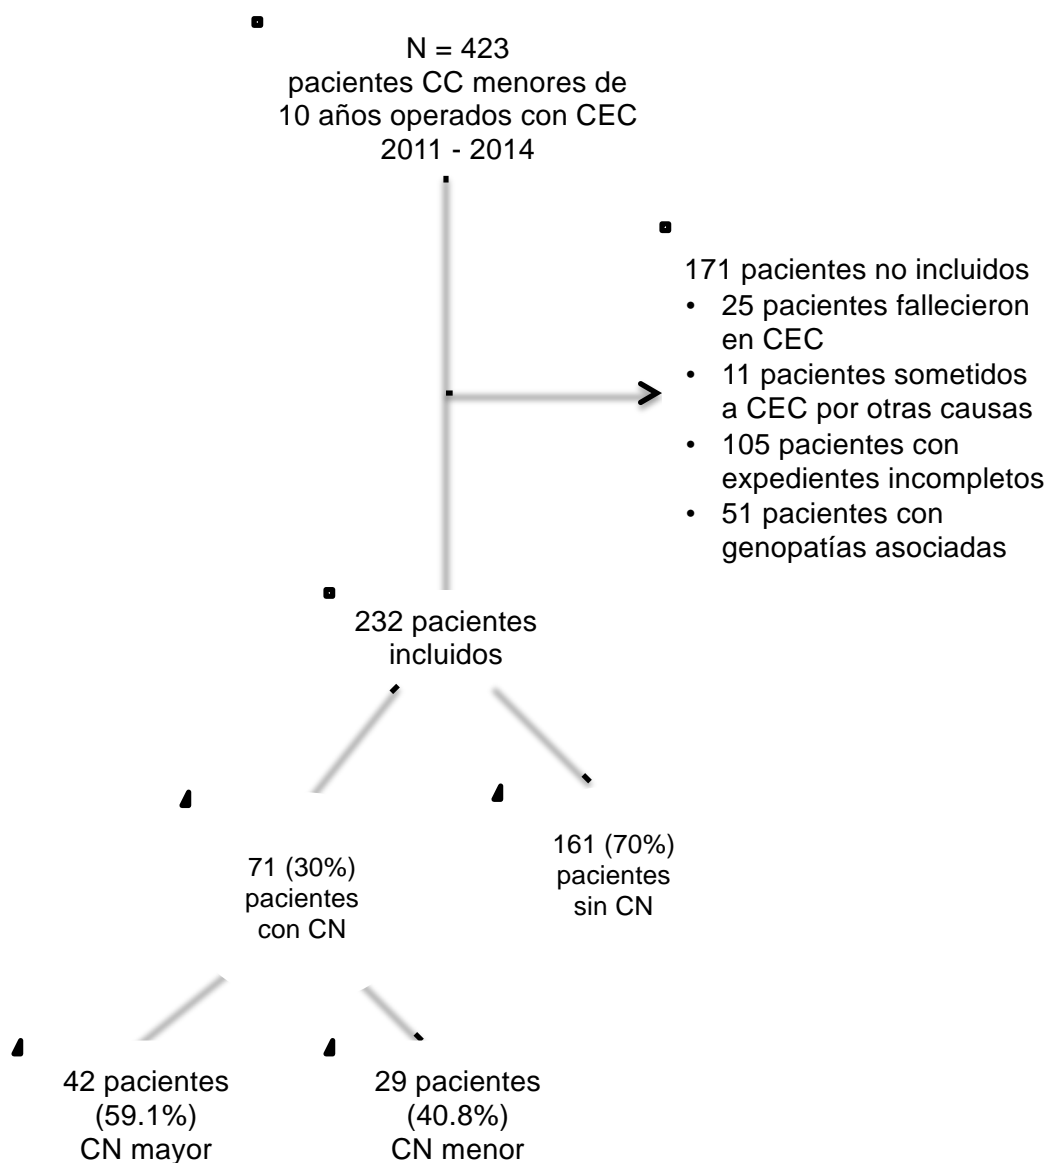 N = 423
pacientes CC menores de
10 años operados con CEC
2011 - 2014
171 pacientes no incluidos
• 25 pacientes fallecieron
en CEC
• 11 pacientes sometidos
a CEC por otras causas
• 105 pacientes con
expedientes incompletos
• 51 pacientes con
genopatías asociadas
232 pacientes
incluidos
71 (30%)
pacientes
con CN
161 (70%)
pacientes
sin CN
42 pacientes
(59.1%)
CN mayor
29 pacientes
(40.8%)
CN menor